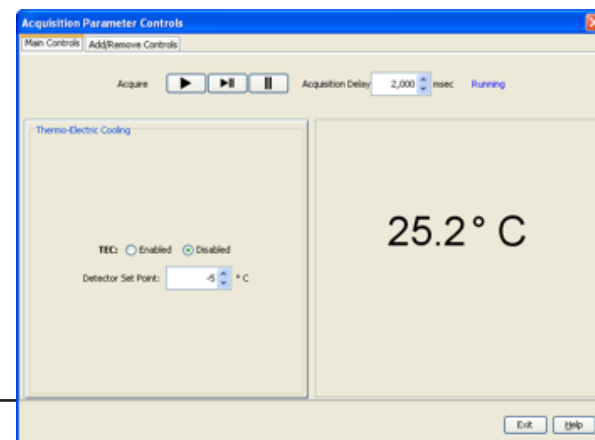 Acquisition Parameter Controls
Main Controls Add/Remove Controls
Acquire Acquisition Delay 2,000 msec Running
Thermo-Electric Cooling
25.2° C
TEC: Enabled Disabled
Detector Set Point: -5 ° C
Exit Help